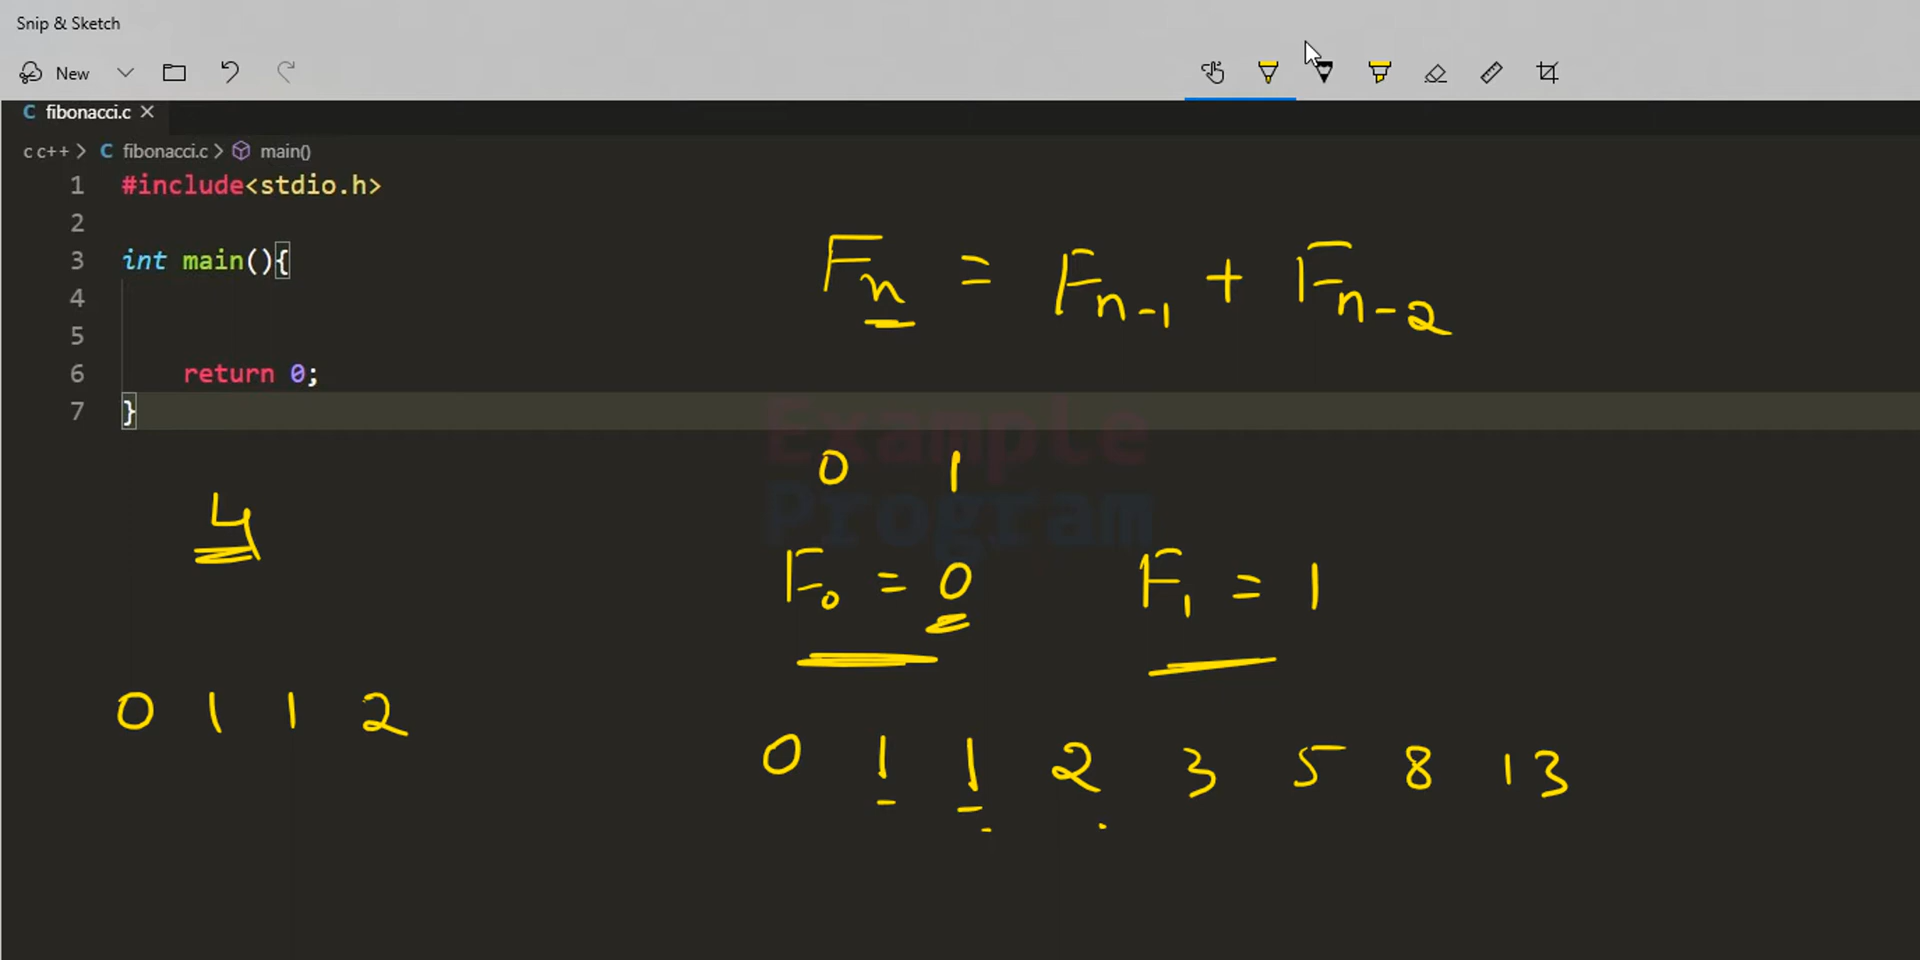 Snip & Sketch
New
fibonacci.c
c c++ > C fibonacci.c > main()
1 #include<stdio.h>
2
3 int main(){
4
5
6 return 0;
7 }
Fn = Fn-1 + Fn-2
Example
Program
0 1
4
F0 = 0 F1 = 1
0 1 1 2
0 1 1 2 3 5 8 13